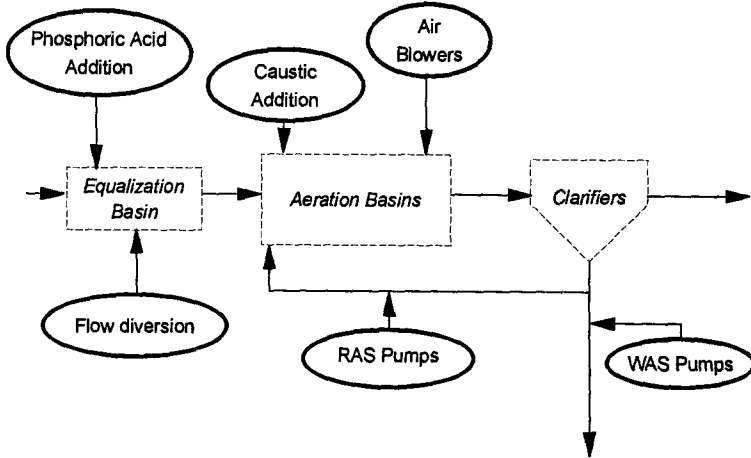 Phosphoric Acid
Addition
Air
Blowers
Caustic
Addition
Equalization
Basin
Aeration Basins
Clarifiers
Flow diversion
RAS Pumps
WAS Pumps